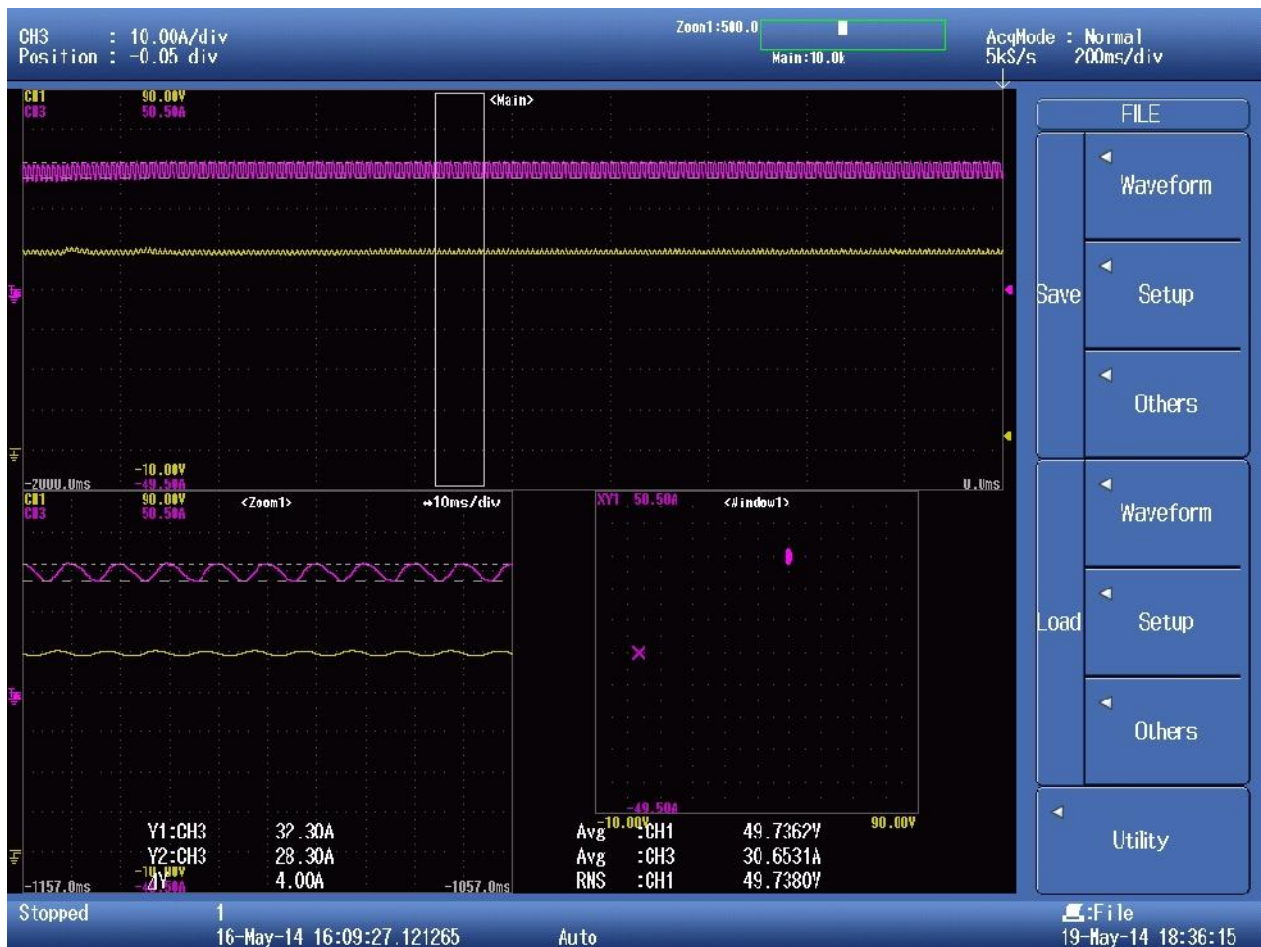 CH3 : 10.00A/div
Position : -0.05 div
Zoom1:500.0
Main:10.0k
AcqMode : Normal
5kS/s 200ms/div
CH1 90.00V
CH3 50.50A
<Main>
-10.00V
-49.50A
-2000.0ms
0.0ms
CH1 90.00V
CH3 50.50A
<Zoom1>
10ms/div
XY1 50.50A
<Window1>
-49.50A
-10.00V
90.00V
Y1:CH3 32.30A
Y2:CH3 28.30A
ΔY 4.00A
-1157.0ms
-1057.0ms
Avg :CH1 49.7362V
Avg :CH3 30.6531A
RMS :CH1 49.7380V
FILE
Save
Waveform
Setup
Others
Load
Waveform
Setup
Others
Utility
Stopped 1
16-May-14 16:09:27.121265 Auto
:File
19-May-14 18:36:15